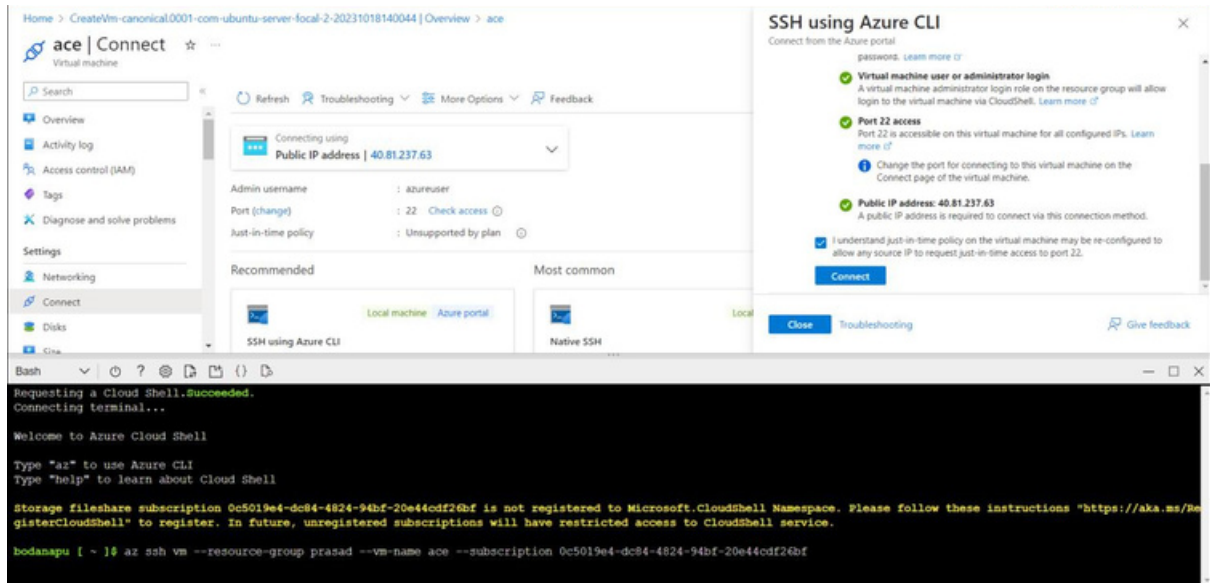 Home > CreateVm-canonical.0001-com-ubuntu-server-focal-2-20231018140044 | Overview > ace
ace | Connect
Virtual machine
Search
Overview
Activity log
Access control (IAM)
Tags
Diagnose and solve problems
Settings
Networking
Connect
Disks
Size
Refresh Troubleshooting More Options Feedback
Connecting using
Public IP address | 40.81.237.63
Admin username : azureuser
Port (change) : 22 Check access
Just-in-time policy : Unsupported by plan
Recommended
Most common
Local machine Azure portal
SSH using Azure CLI
Local
Native SSH
SSH using Azure CLI
Connect from the Azure portal
password. Learn more
Virtual machine user or administrator login
A virtual machine administrator login role on the resource group will allow
login to the virtual machine via CloudShell. Learn more
Port 22 access
Port 22 is accessible on this virtual machine for all configured IPs. Learn
more
Change the port for connecting to this virtual machine on the
Connect page of the virtual machine.
Public IP address: 40.81.237.63
A public IP address is required to connect via this connection method.
I understand just-in-time policy on the virtual machine may be re-configured to
allow any source IP to request just-in-time access to port 22.
Connect
Close Troubleshooting Give feedback
Bash
Requesting a Cloud Shell.Succeeded.
Connecting terminal...
Welcome to Azure Cloud Shell
Type "az" to use Azure CLI
Type "help" to learn about Cloud Shell
Storage fileshare subscription 0c5019e4-dc84-4824-94bf-20e44cdf26bf is not registered to Microsoft.CloudShell Namespace. Please follow these instructions "https://aka.ms/Re
gisterCloudShell" to register. In future, unregistered subscriptions will have restricted access to CloudShell service.
bodanapu [ ~ ]$ az ssh vm --resource-group prasad --vm-name ace --subscription 0c5019e4-dc84-4824-94bf-20e44cdf26bf